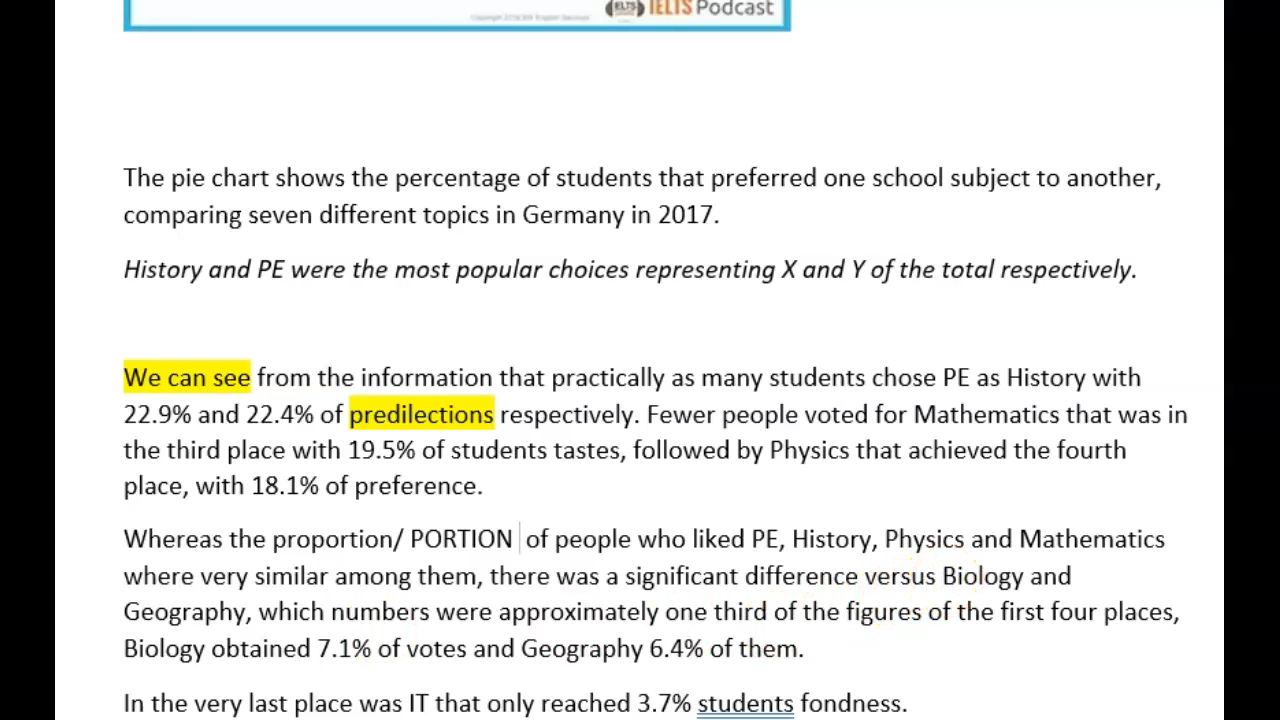 IELTS Podcast
The pie chart shows the percentage of students that preferred one school subject to another,
comparing seven different topics in Germany in 2017.
History and PE were the most popular choices representing X and Y of the total respectively.
We can see from the information that practically as many students chose PE as History with
22.9% and 22.4% of predilections respectively. Fewer people voted for Mathematics that was in
the third place with 19.5% of students tastes, followed by Physics that achieved the fourth
place, with 18.1% of preference.
Whereas the proportion/ PORTION of people who liked PE, History, Physics and Mathematics
where very similar among them, there was a significant difference versus Biology and
Geography, which numbers were approximately one third of the figures of the first four places,
Biology obtained 7.1% of votes and Geography 6.4% of them.
In the very last place was IT that only reached 3.7% students fondness.